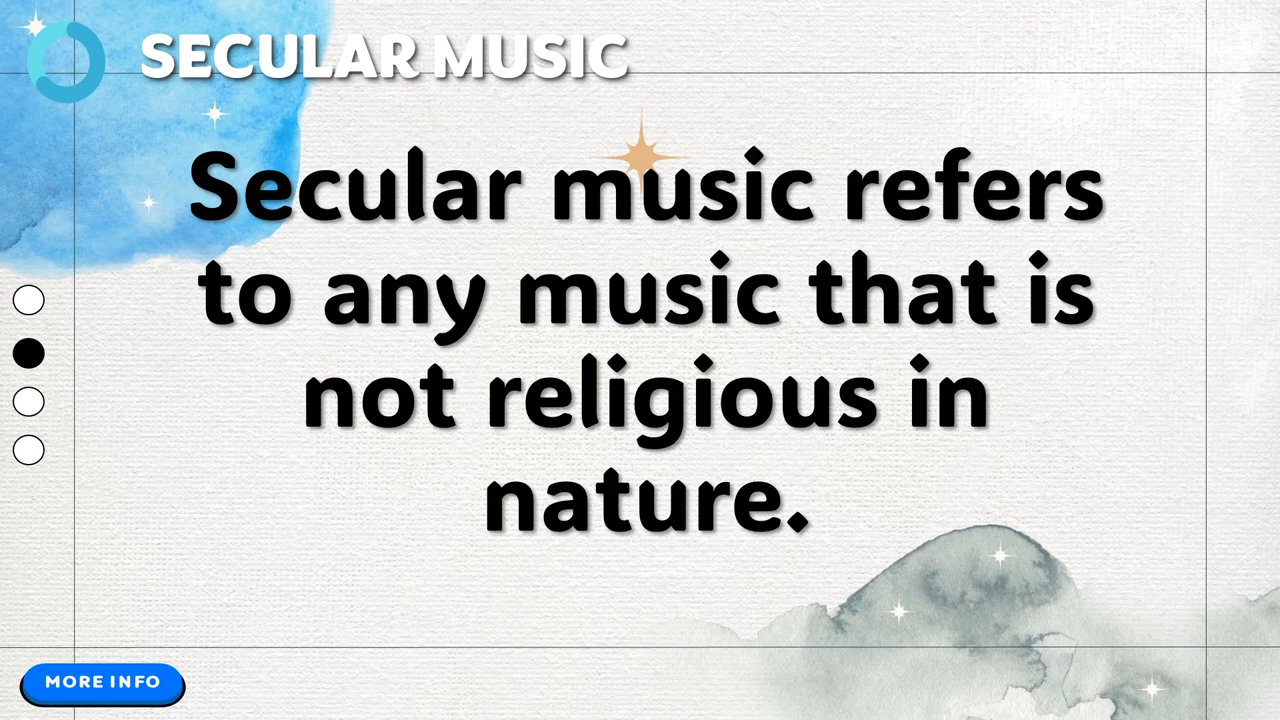 SECULAR MUSIC
Secular music refers
to any music that is
not religious in
nature.
MORE INFO